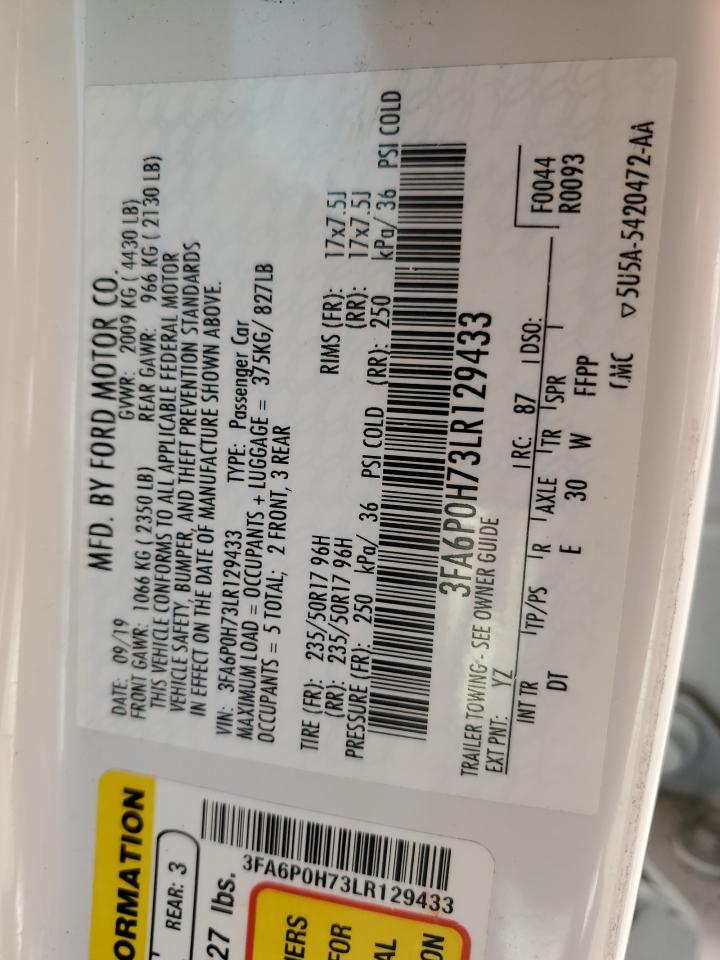 MFD. BY FORD MOTOR CO.
DATE: 09/19 GVWR: 2009 KG ( 4430 LB)
FRONT GAWR: 1066 KG ( 2350 LB) REAR GAWR: 966 KG ( 2130 LB)
THIS VEHICLE CONFORMS TO ALL APPLICABLE FEDERAL MOTOR
VEHICLE SAFETY, BUMPER, AND THEFT PREVENTION STANDARDS
IN EFFECT ON THE DATE OF MANUFACTURE SHOWN ABOVE.
VIN: 3FA6P0H73LR129433 TYPE: Passenger Car
MAXIMUM LOAD = OCCUPANTS + LUGGAGE = 375KG/ 827LB
OCCUPANTS = 5 TOTAL; 2 FRONT, 3 REAR
TIRE (FR): 235/50R17 96H RIMS (FR): 17x7.5J
(RR): 235/50R17 96H (RR): 17x7.5J
PRESSURE (FR): 250 kPa/ 36 PSI COLD (RR): 250 kPa/ 36 PSI COLD
3FA6P0H73LR129433
TRAILER TOWING - SEE OWNER GUIDE
EXT PNT: YZ RC: 87 DSO: F0044
INT TR TP/PS R AXLE TR SPR R0093
DT E 30 W FFPP
▽5U5A-5420472-AA
ORMATION
REAR: 3
27 lbs.
3FA6P0H73LR129433
NERS
FOR
AL
ON